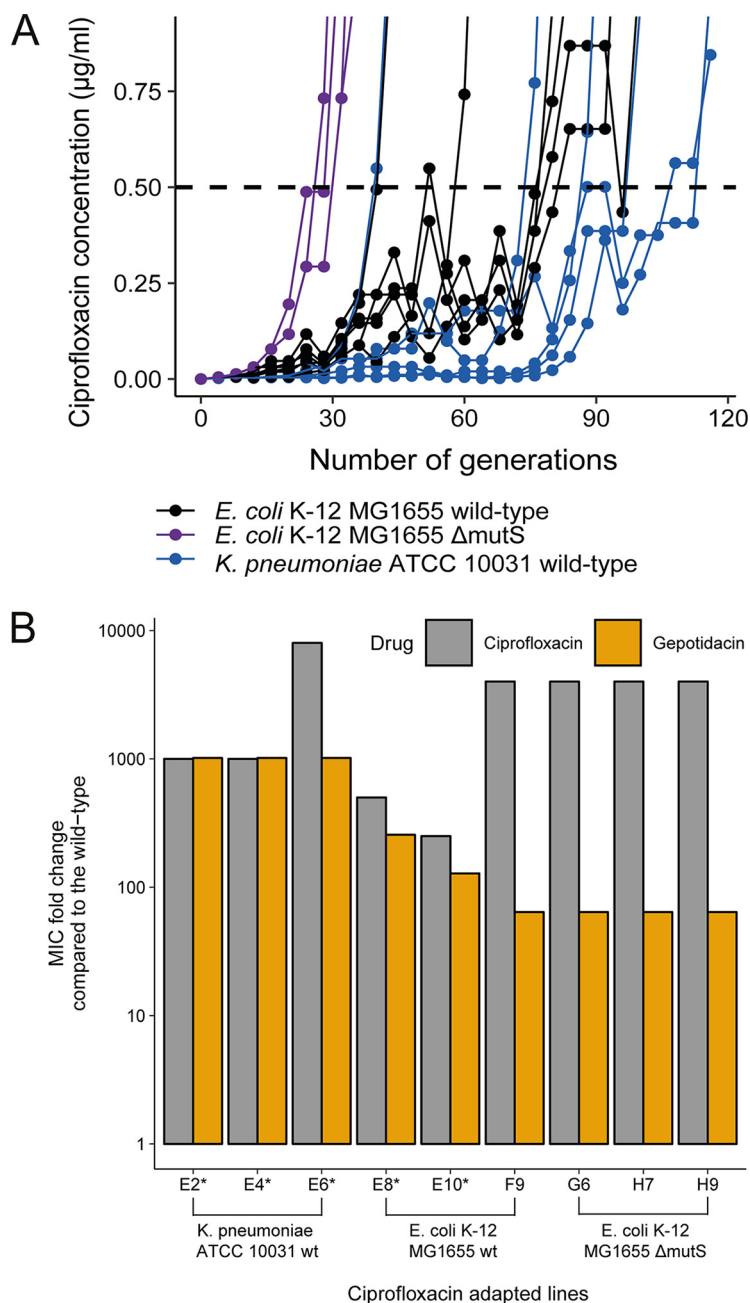 A
Ciprofloxacin concentration (μg/ml)
0.75
0.50
0.25
0.00
0
30
60
90
120
Number of generations
E. coli K-12 MG1655 wild-type
E. coli K-12 MG1655 ΔmutS
K. pneumoniae ATCC 10031 wild-type
B
Drug
Ciprofloxacin
Gepotidacin
MIC fold change
compared to the wild−type
10000
1000
100
10
1
E2*
E4*
E6*
E8*
E10*
F9
G6
H7
H9
K. pneumoniae
ATCC 10031 wt
E. coli K-12
MG1655 wt
E. coli K-12
MG1655 ΔmutS
Ciprofloxacin adapted lines